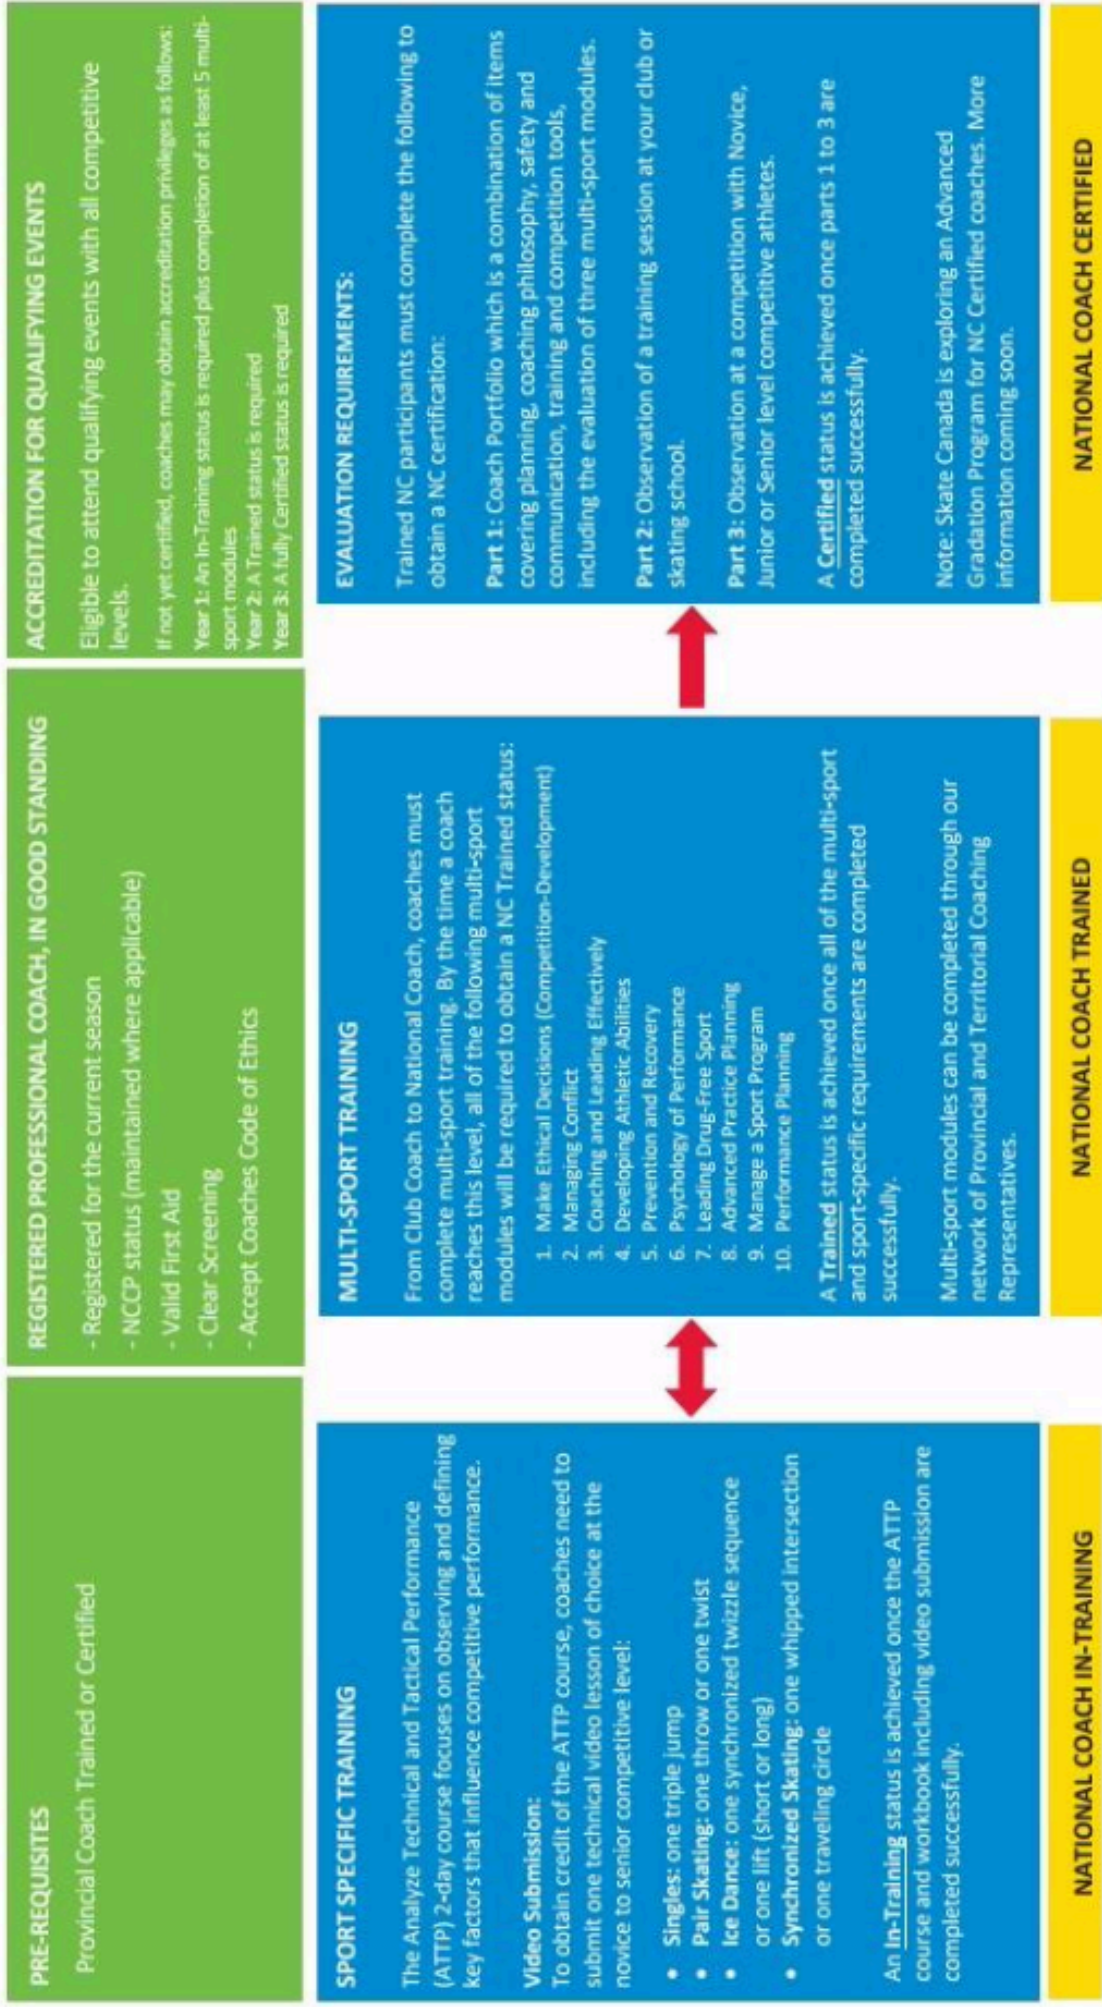 PRE-REQUISITES
Provincial Coach Trained or Certified
REGISTERED PROFESSIONAL COACH, IN GOOD STANDING
- Registered for the current season
- NCCP status (maintained where applicable)
- Valid First Aid
- Clear Screening
- Accept Coaches Code of Ethics
ACCREDITATION FOR QUALIFYING EVENTS
Eligible to attend qualifying events with all competitive
levels.
If not yet certified, coaches may obtain accreditation privileges as follows:
Year 1: An In-Training status is required plus completion of at least 5 multi-
sport modules
Year 2: A Trained status is required
Year 3: A fully Certified status is required
SPORT SPECIFIC TRAINING
The Analyze Technical and Tactical Performance
(ATTP) 2-day course focuses on observing and defining
key factors that influence competitive performance.
Video Submission:
To obtain credit of the ATTP course, coaches need to
submit one technical video lesson of choice at the
novice to senior competitive level:
• Singles: one triple jump
• Pair Skating: one throw or one twist
• Ice Dance: one synchronized twizzle sequence
or one lift (short or long)
• Synchronized Skating: one whipped intersection
or one traveling circle
An In-Training status is achieved once the ATTP
course and workbook including video submission are
completed successfully.
MULTI-SPORT TRAINING
From Club Coach to National Coach, coaches must
complete multi-sport training. By the time a coach
reaches this level, all of the following multi-sport
modules will be required to obtain a NC Trained status:
1. Make Ethical Decisions (Competition-Development)
2. Managing Conflict
3. Coaching and Leading Effectively
4. Developing Athletic Abilities
5. Prevention and Recovery
6. Psychology of Performance
7. Leading Drug-Free Sport
8. Advanced Practice Planning
9. Manage a Sport Program
10. Performance Planning
A Trained status is achieved once all of the multi-sport
and sport-specific requirements are completed
successfully.
Multi-sport modules can be completed through our
network of Provincial and Territorial Coaching
Representatives.
EVALUATION REQUIREMENTS:
Trained NC participants must complete the following to
obtain a NC certification:
Part 1: Coach Portfolio which is a combination of items
covering planning, coaching philosophy, safety and
communication, training and competition tools,
including the evaluation of three multi-sport modules.
Part 2: Observation of a training session at your club or
skating school.
Part 3: Observation at a competition with Novice,
Junior or Senior level competitive athletes.
A Certified status is achieved once parts 1 to 3 are
completed successfully.
Note: Skate Canada is exploring an Advanced
Gradation Program for NC Certified coaches. More
information coming soon.
NATIONAL COACH IN-TRAINING
NATIONAL COACH TRAINED
NATIONAL COACH CERTIFIED